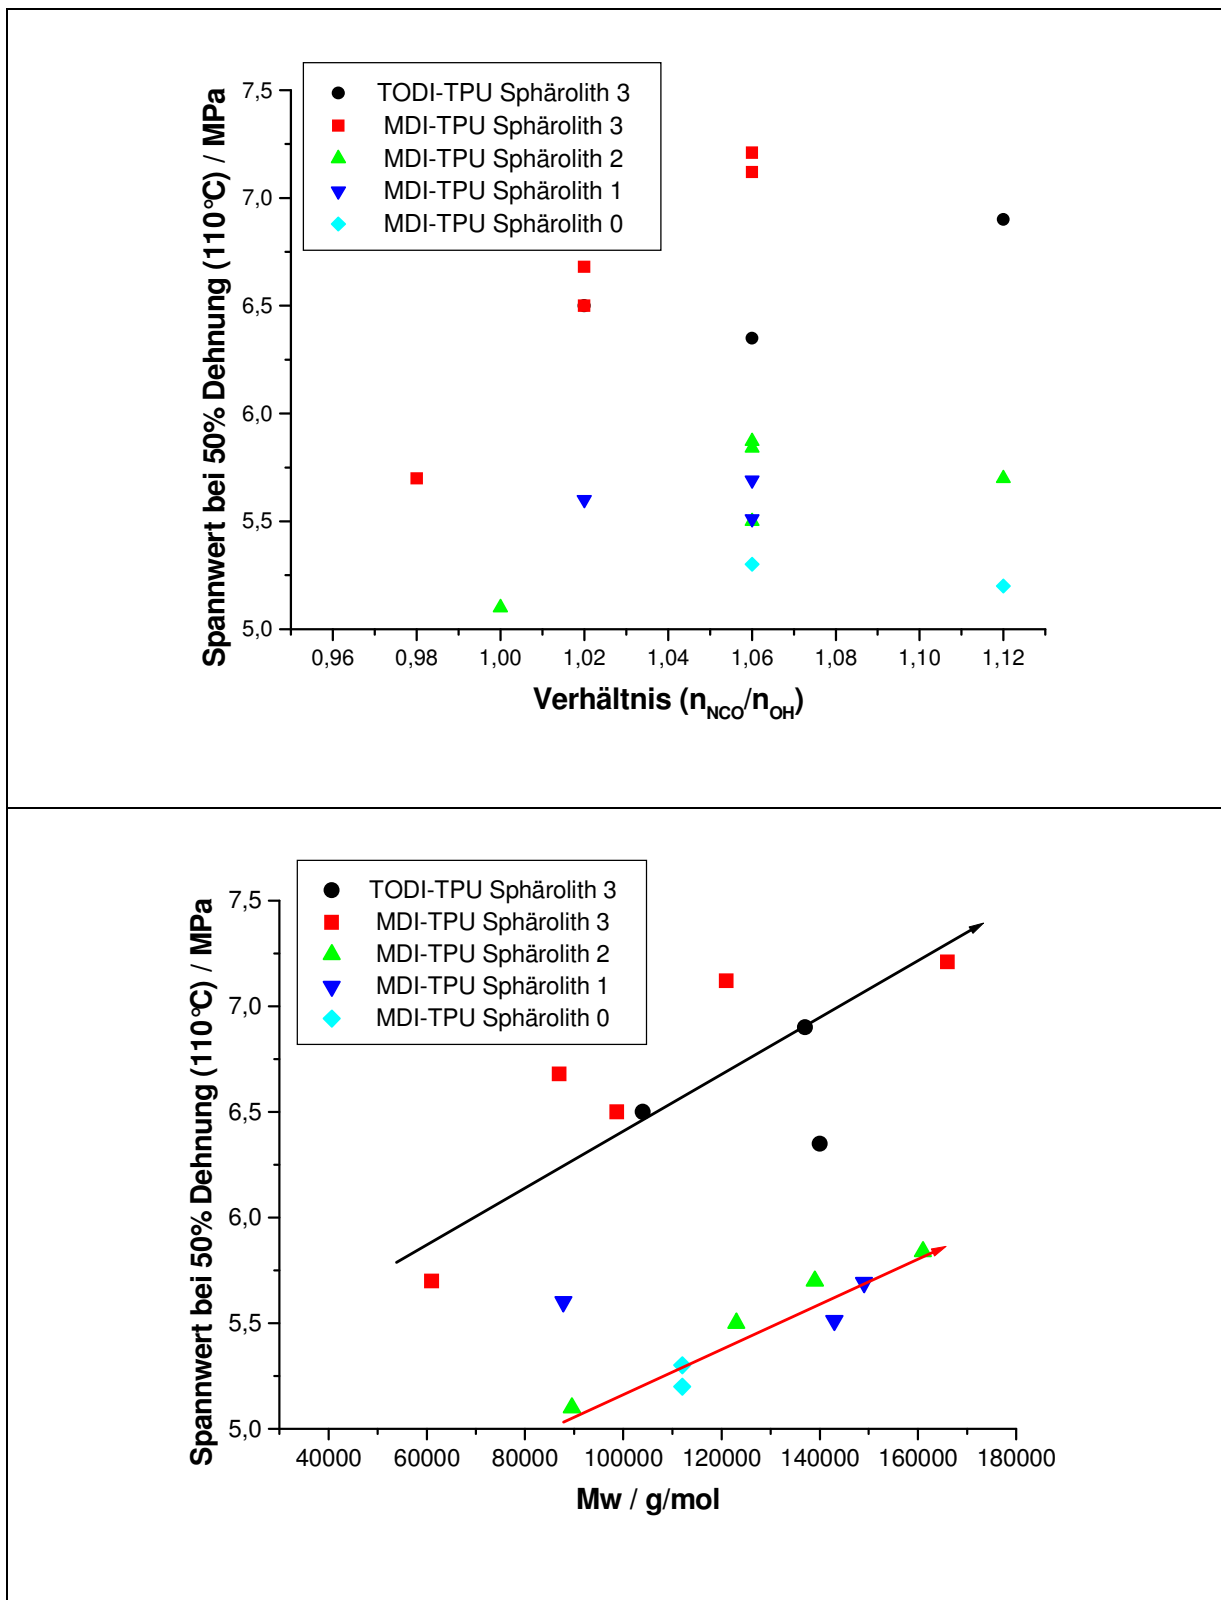 TODI-TPU Sphärolith 3
MDI-TPU Sphärolith 3
MDI-TPU Sphärolith 2
MDI-TPU Sphärolith 1
MDI-TPU Sphärolith 0
Spannwert bei 50% Dehnung (110°C) / MPa
7,5
7,0
6,5
6,0
5,5
5,0
0,96 0,98 1,00 1,02 1,04 1,06 1,08 1,10 1,12
Verhältnis (nNCO/nOH)
TODI-TPU Sphärolith 3
MDI-TPU Sphärolith 3
MDI-TPU Sphärolith 2
MDI-TPU Sphärolith 1
MDI-TPU Sphärolith 0
Spannwert bei 50% Dehnung (110°C) / MPa
7,5
7,0
6,5
6,0
5,5
5,0
40000 60000 80000 100000 120000 140000 160000 180000
Mw / g/mol